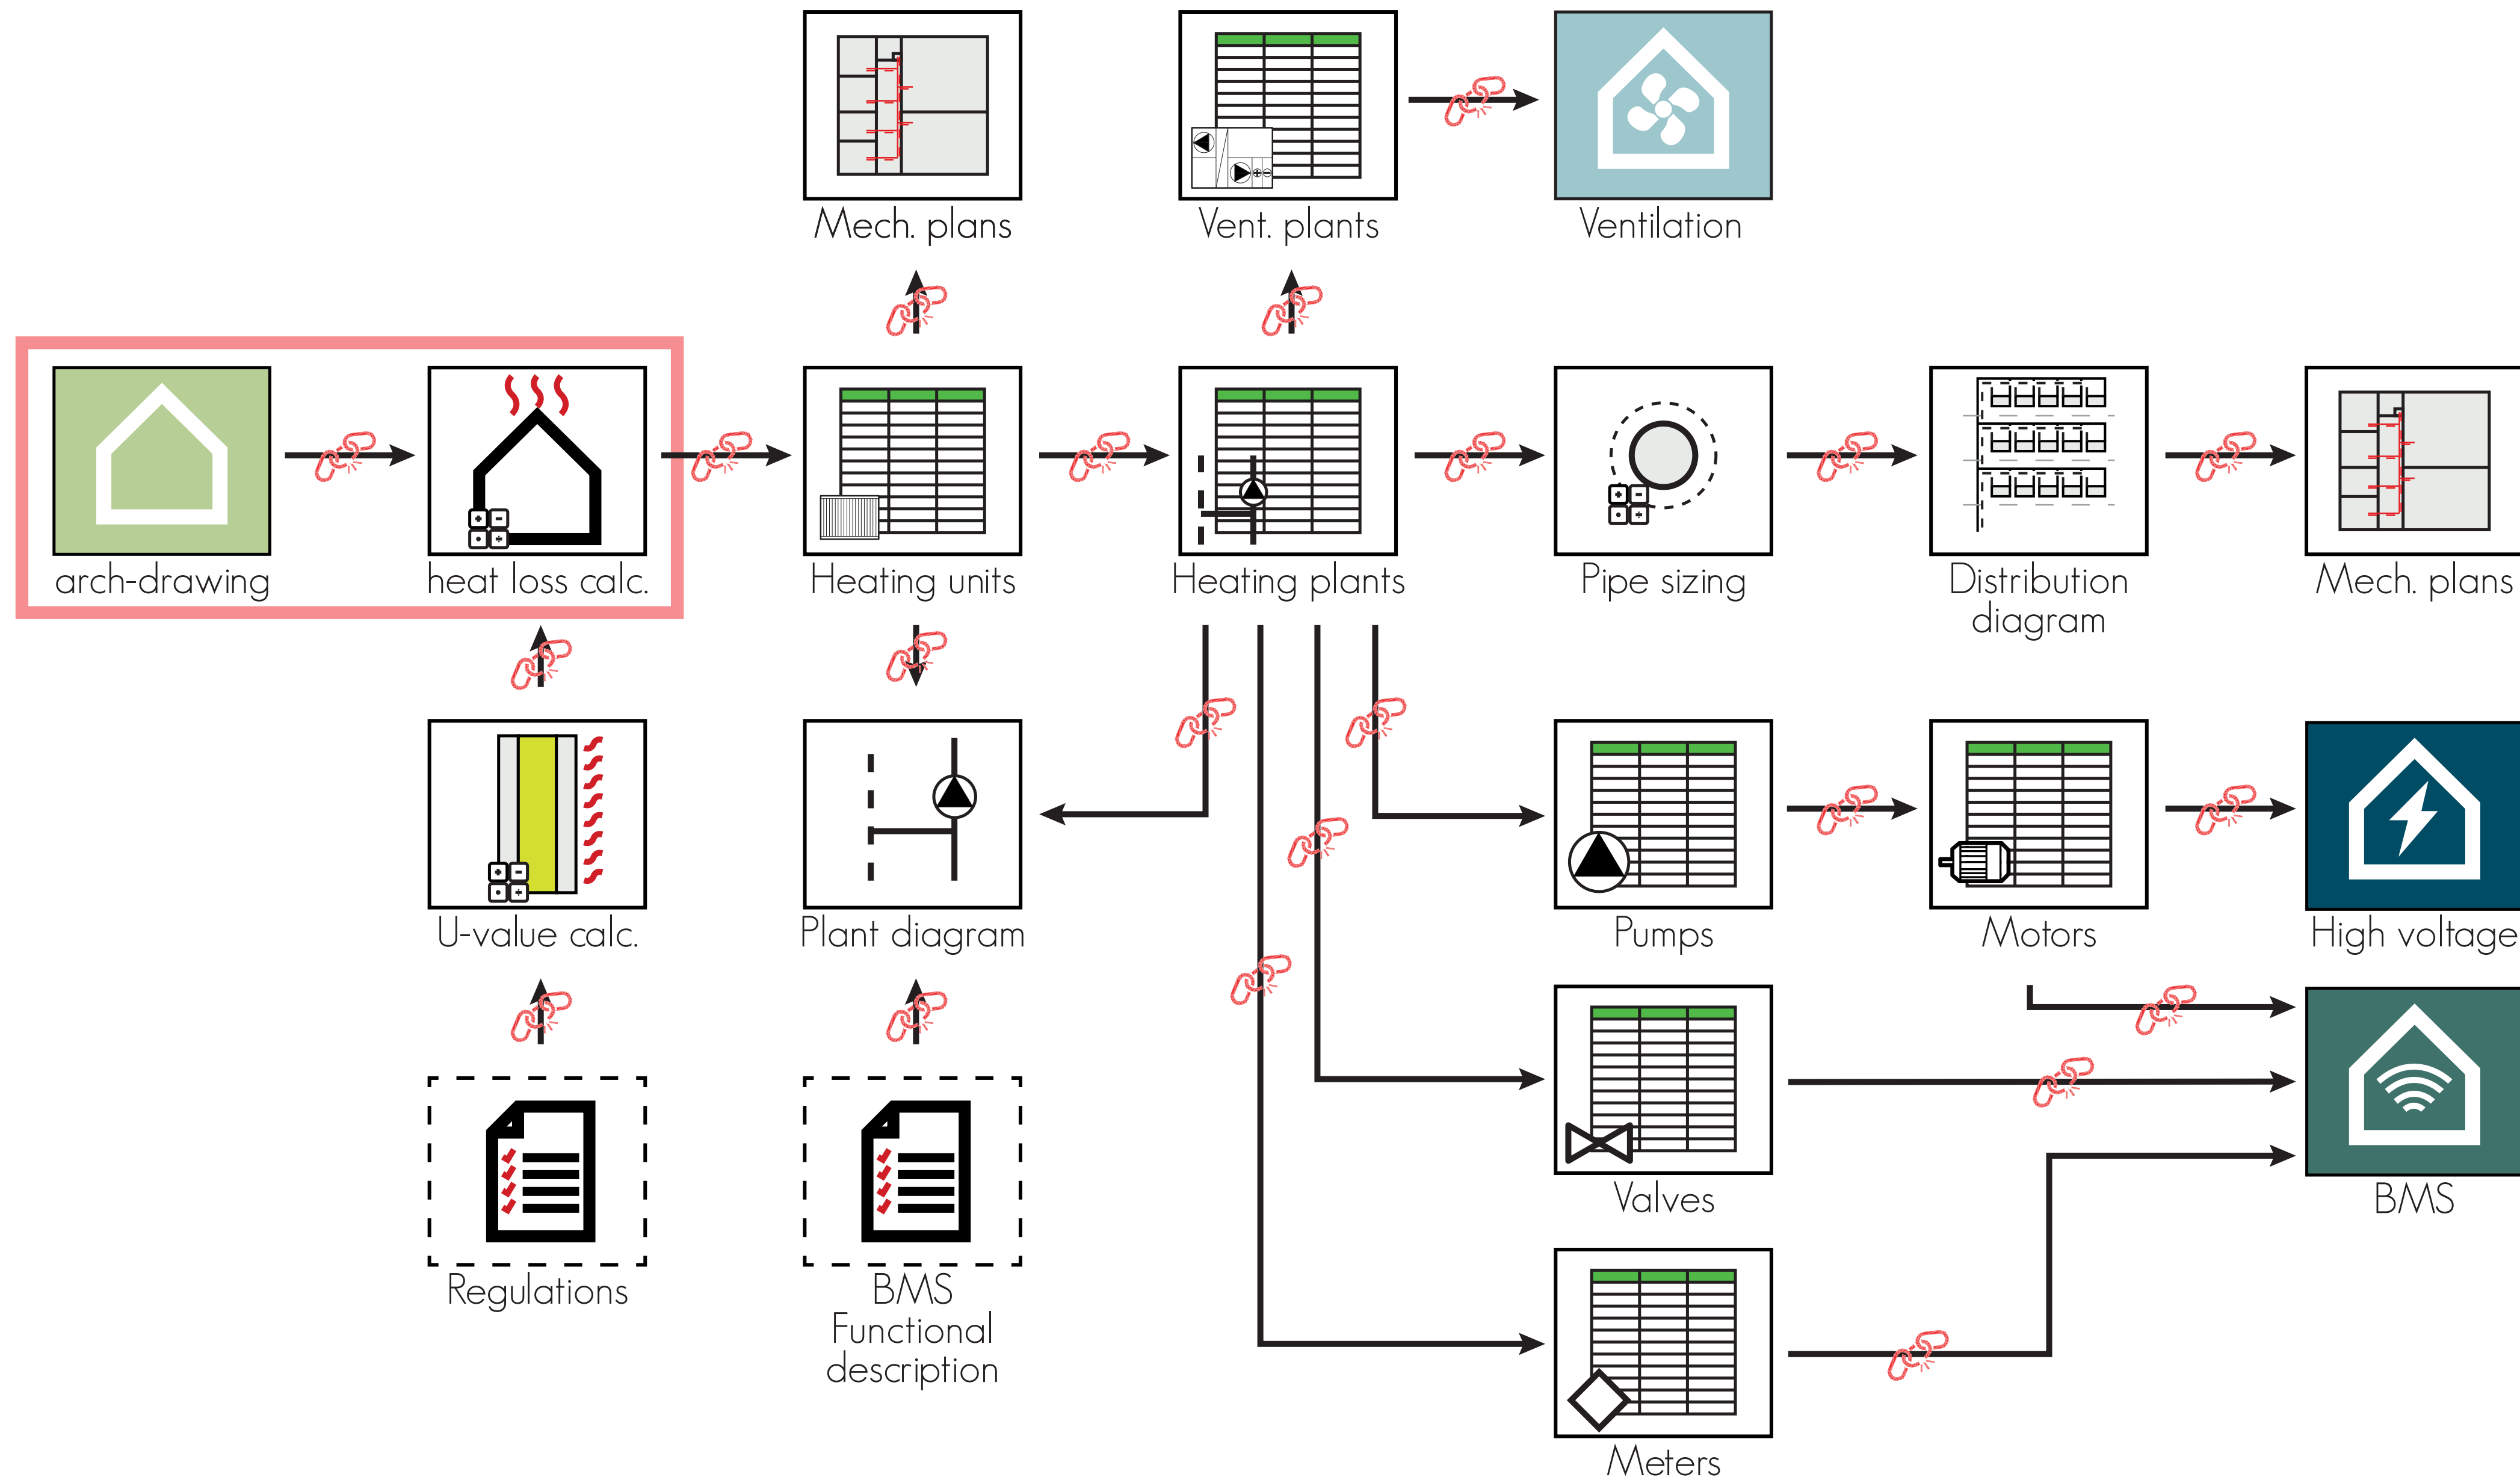 Mech. plans
Vent. plants
Ventilation
arch-drawing
heat loss calc.
Heating units
Heating plants
Pipe sizing
Distribution
diagram
Mech. plans
U-value calc.
Plant diagram
Pumps
Motors
High voltage
Valves
BMS
Regulations
BMS
Functional
description
Meters